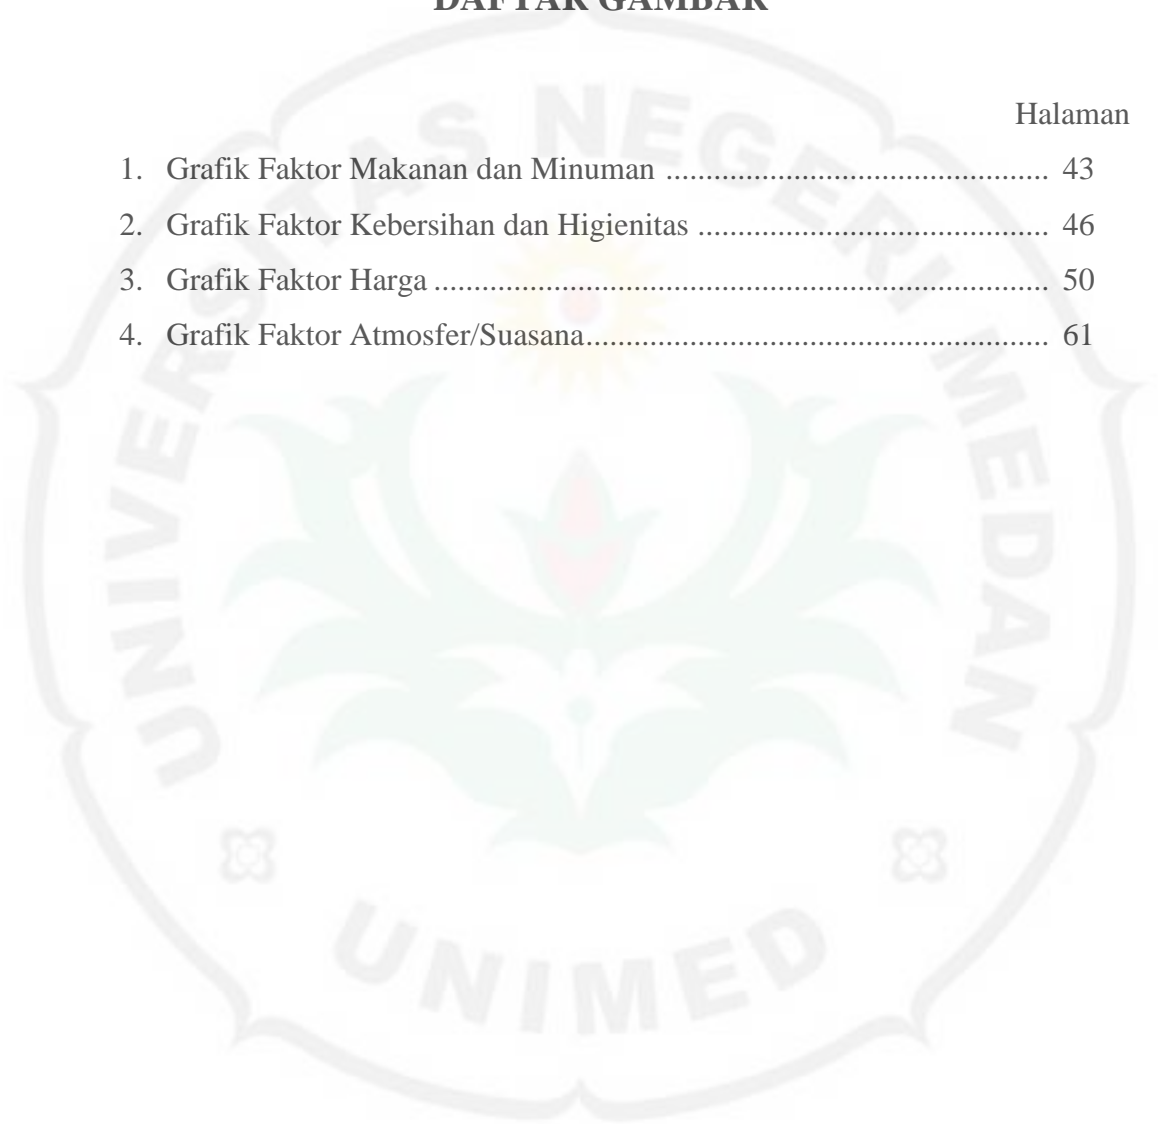 DAFTAR GAMBAR
Halaman
1. Grafik Faktor Makanan dan Minuman ................................................ 43
2. Grafik Faktor Kebersihan dan Higienitas ............................................ 46
3. Grafik Faktor Harga ............................................................................. 50
4. Grafik Faktor Atmosfer/Suasana.......................................................... 61
UNIVERSITAS NEGERI MEDAN
UNIMED